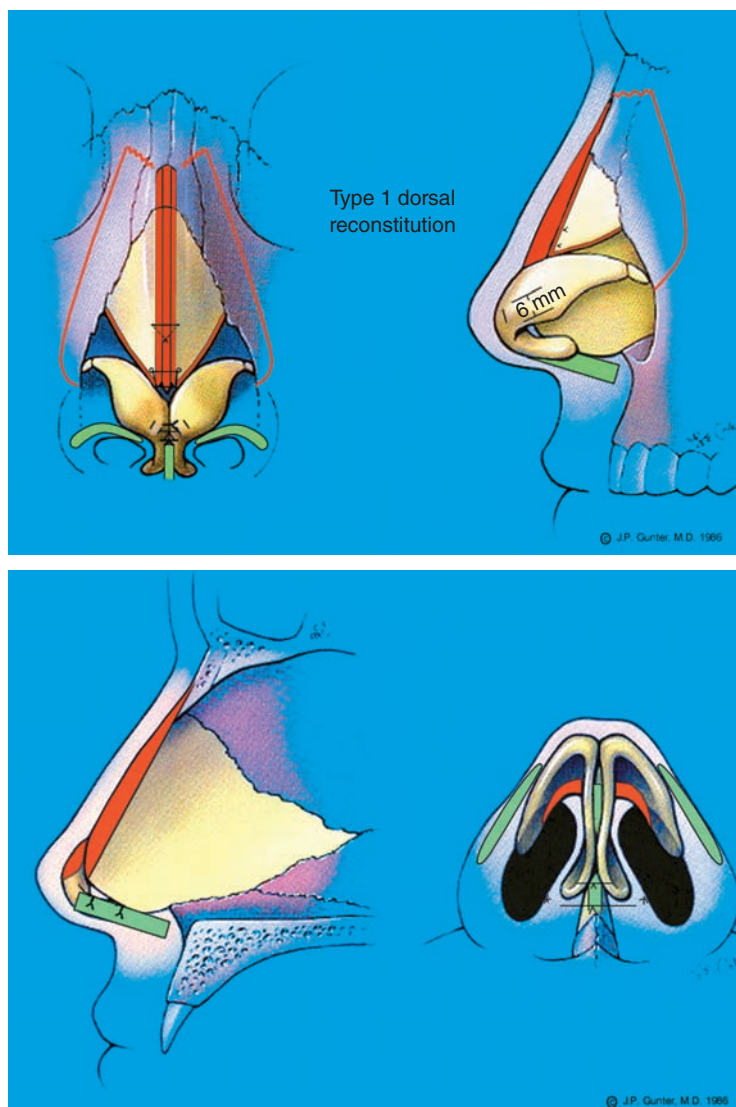 Type 1 dorsal
reconstitution
6 mm
© J.P. Gunter, M.D. 1986
© J.P. Gunter, M.D. 1986